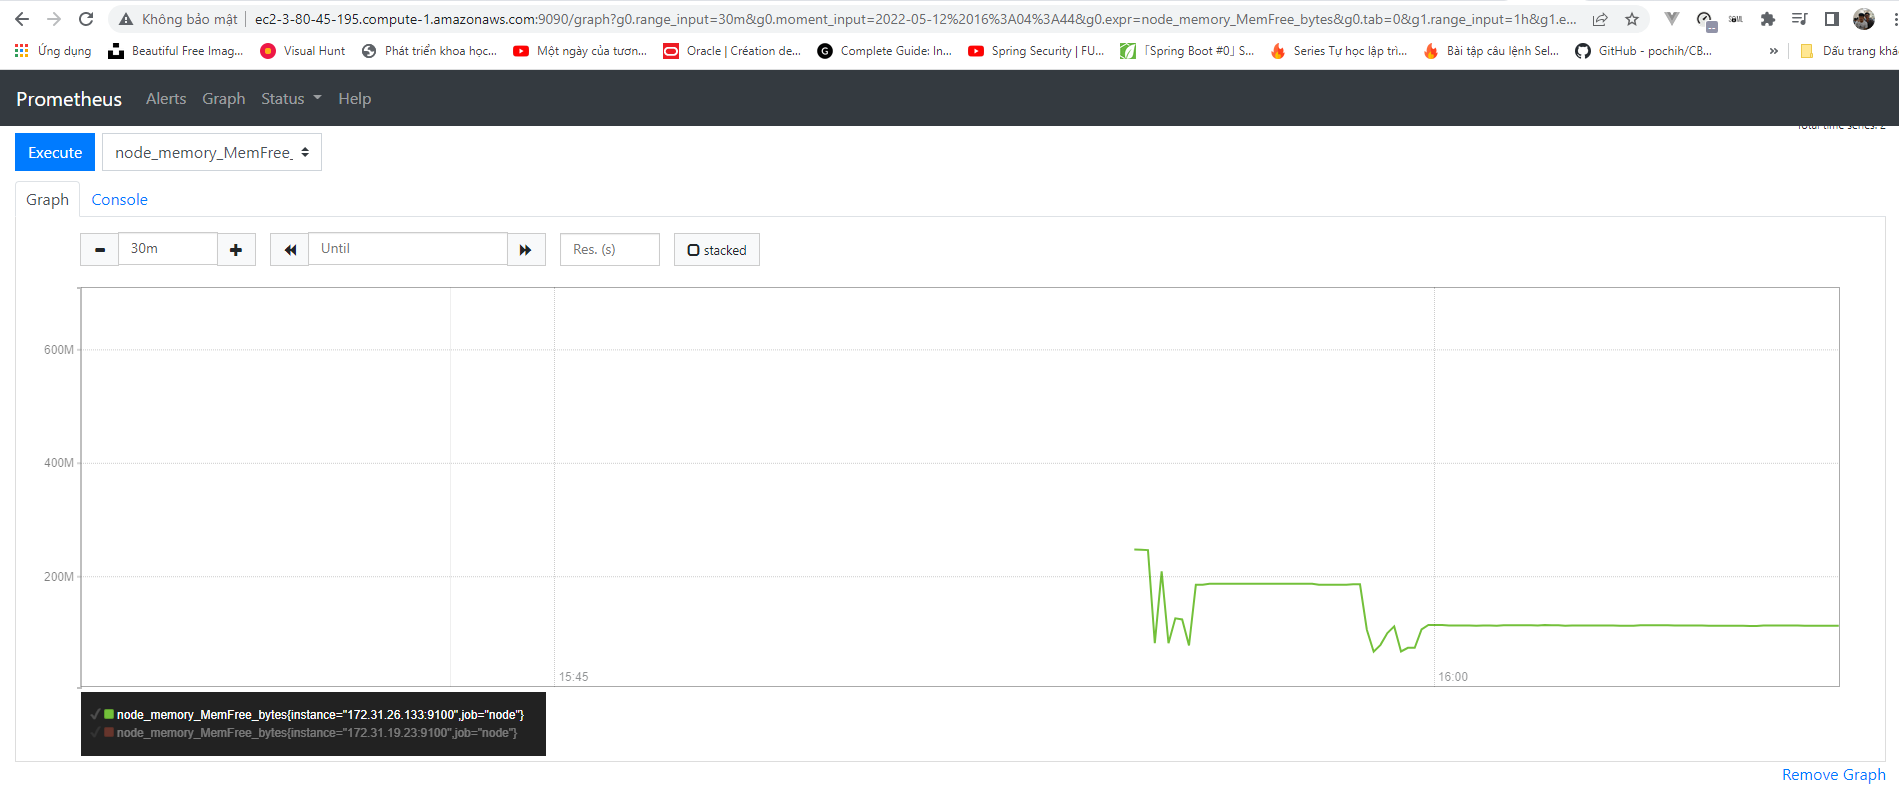 Không bảo mật | ec2-3-80-45-195.compute-1.amazonaws.com:9090/graph?g0.range_input=30m&g0.moment_input=2022-05-12%2016%3A04%3A44&g0.expr=node_memory_MemFree_bytes&g0.tab=0&g1.range_input=1h&g1.e...
Ứng dụng Beautiful Free Imag... Visual Hunt Phát triển khoa học... Một ngày của tươn... Oracle | Création de... Complete Guide: In... Spring Security | FU... 「Spring Boot #0」S... Series Tự học lập trì... Bài tập câu lệnh Sel... GitHub - pochih/CB... » Dấu trang khá
Prometheus Alerts Graph Status Help
Total time series: 2
Execute node_memory_MemFree_
Graph Console
30m Until Res. (s) stacked
600M
400M
200M
15:45 16:00
node_memory_MemFree_bytes{instance="172.31.26.133:9100",job="node"}
node_memory_MemFree_bytes{instance="172.31.19.23:9100",job="node"}
Remove Graph